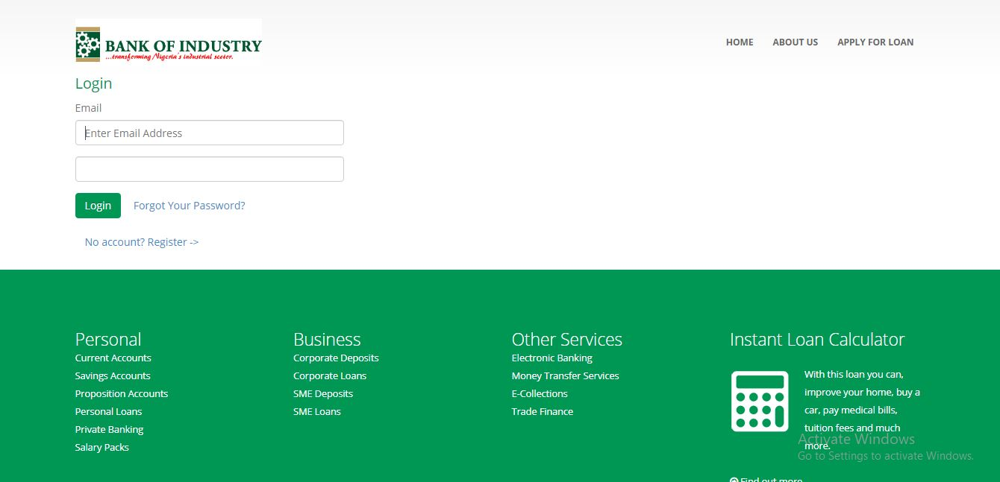 BANK OF INDUSTRY
...transforming Nigeria's industrial sector.
HOME ABOUT US APPLY FOR LOAN
Login
Email
Enter Email Address
Login Forgot Your Password?
No account? Register ->
Personal
Current Accounts
Savings Accounts
Proposition Accounts
Personal Loans
Private Banking
Salary Packs
Business
Corporate Deposits
Corporate Loans
SME Deposits
SME Loans
Other Services
Electronic Banking
Money Transfer Services
E-Collections
Trade Finance
Instant Loan Calculator
With this loan you can,
improve your home, buy a
car, pay medical bills,
tuition fees and much
more.
Find out more
Activate Windows
Go to Settings to activate Windows.